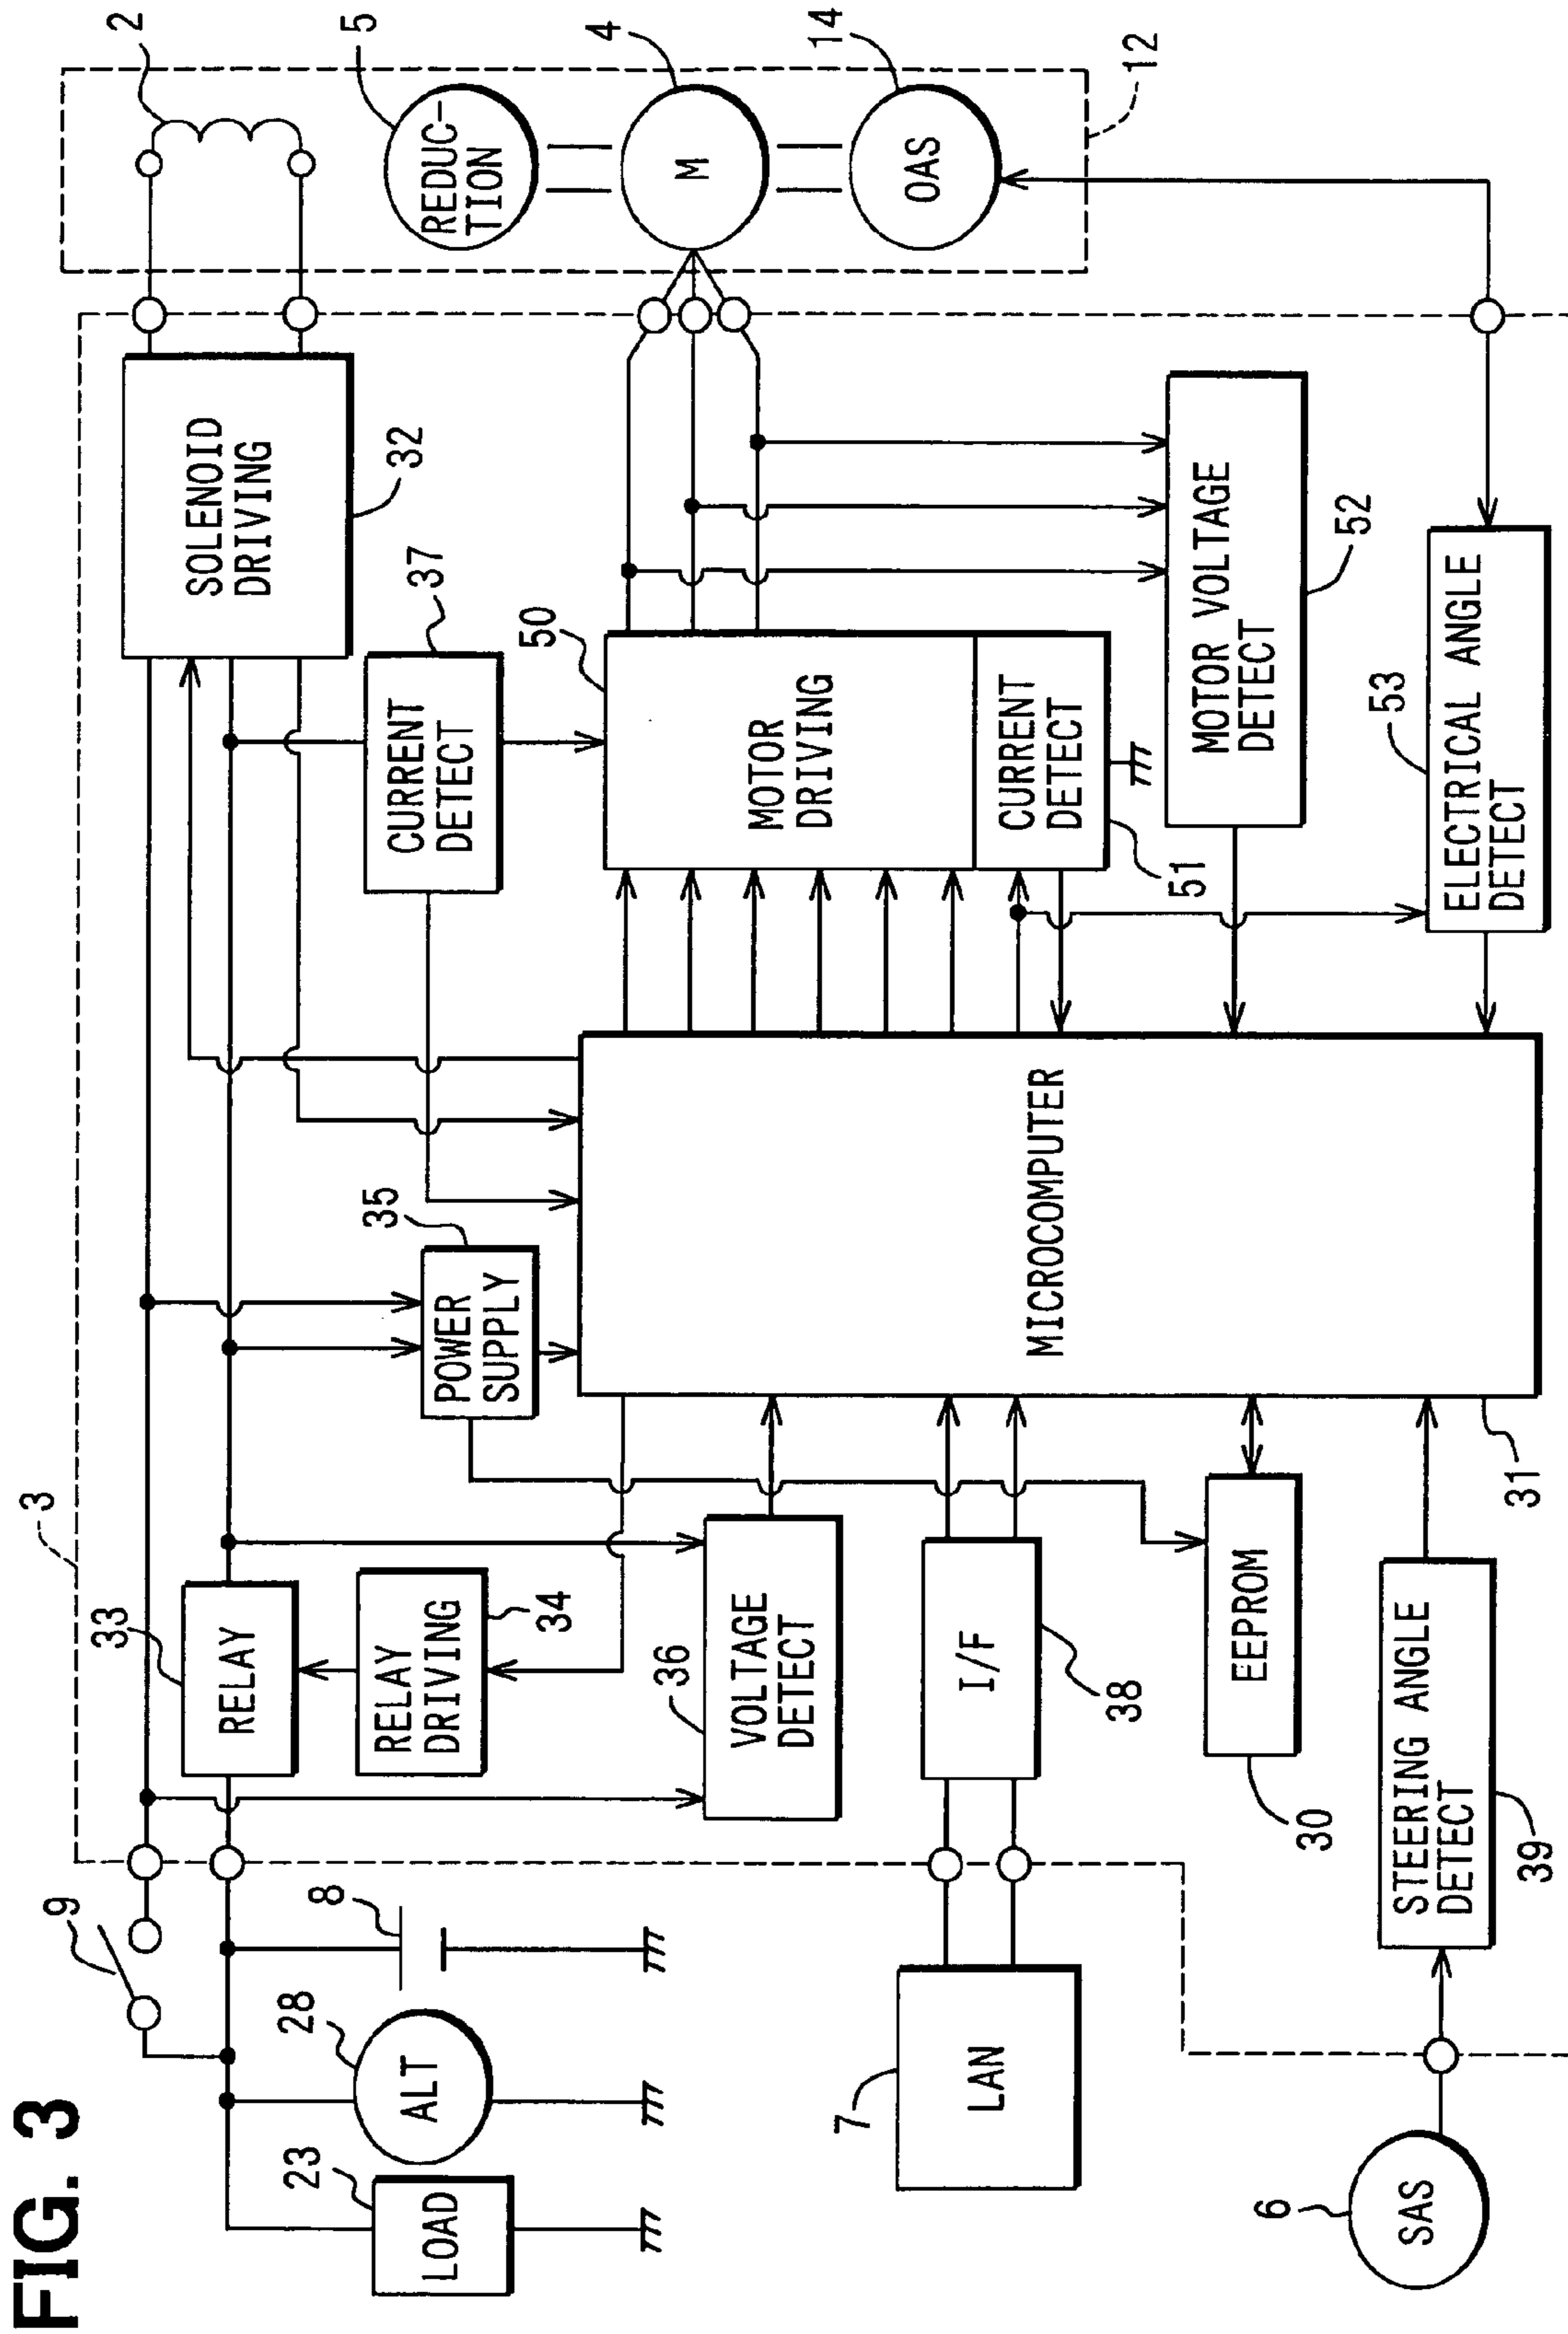 FIG. 3
3
9
33
RELAY
RELAY
DRIVING
34
35
POWER
SUPPLY
37
CURRENT
DETECT
SOLENOID
DRIVING
32
2
5
REDUC-
TION
4
M
14
OAS
12
23
LOAD
28
ALT
8
36
VOLTAGE
DETECT
50
MOTOR
DRIVING
CURRENT
DETECT
51
MOTOR VOLTAGE
DETECT
52
7
LAN
I/F
38
MICROCOMPUTER
31
EEPROM
30
53
ELECTRICAL ANGLE
DETECT
6
SAS
STEERING ANGLE
DETECT
39